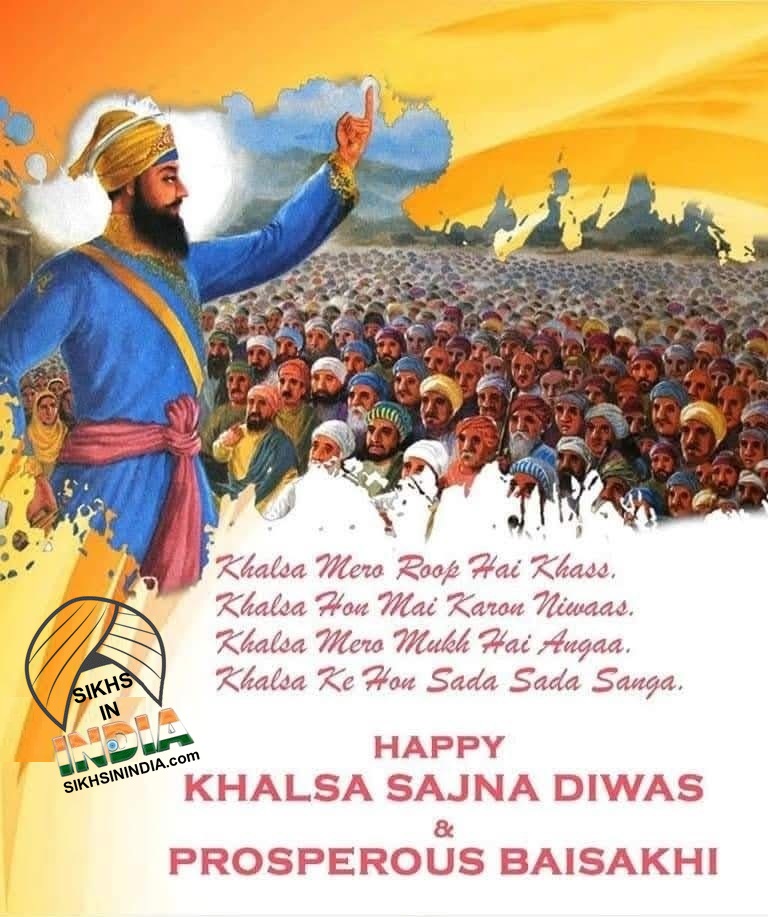 Khalsa Mero Roop Hai Khass.
Khalsa Hon Mai Karon Niwaas.
Khalsa Mero Mukh Hai Angaa.
Khalsa Ke Hon Sada Sada Sanga.
SIKHS
IN
INDIA
SIKHSININDIA.com
HAPPY
KHALSA SAJNA DIWAS
&
PROSPEROUS BAISAKHI